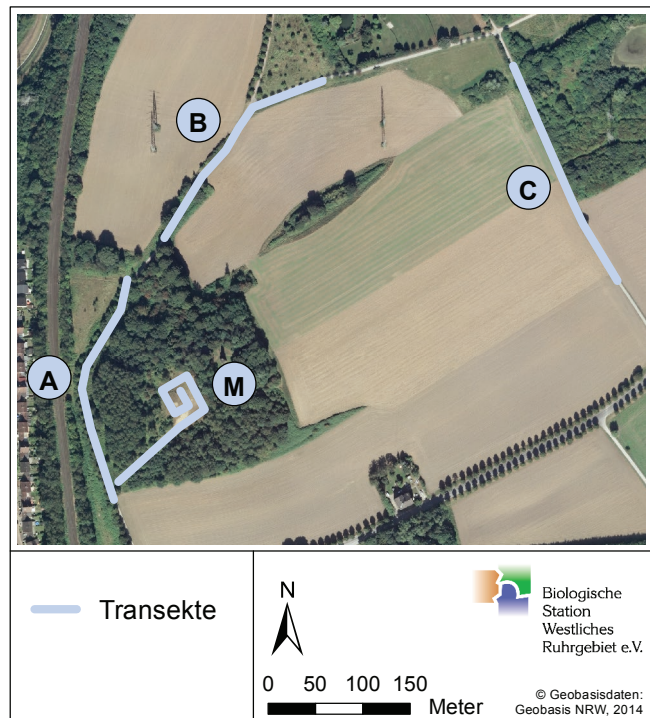 B
C
A
M
Transekte
N
0 50 100 150
Meter
Biologische
Station
Westliches
Ruhrgebiet e.V.
© Geobasisdaten:
Geobasis NRW, 2014